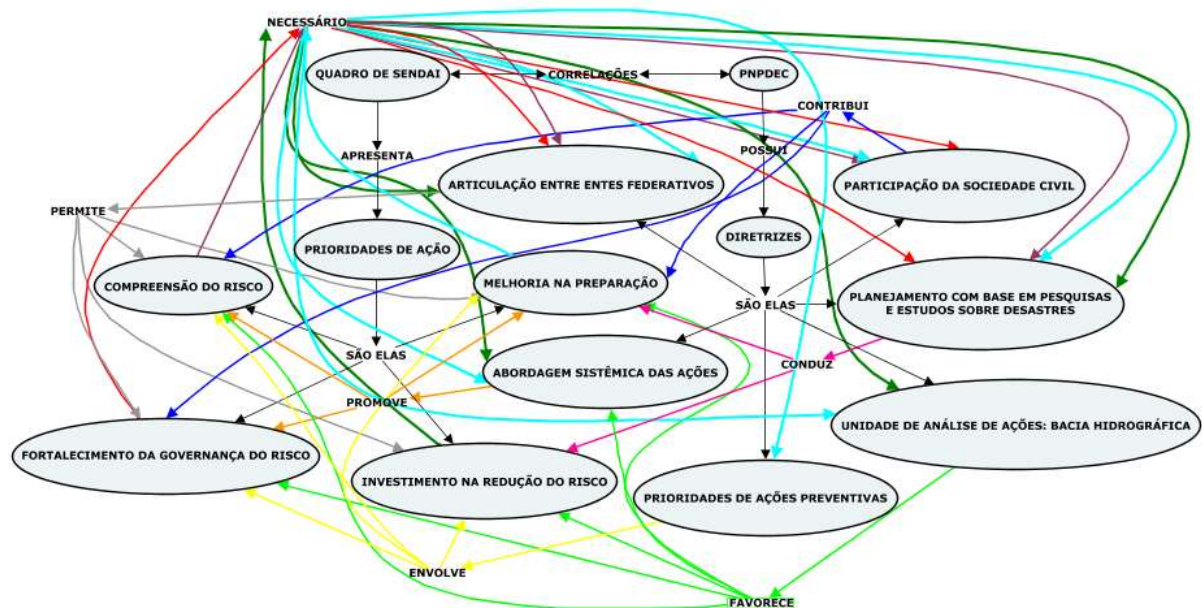 NECESSÁRIO
QUADRO DE SENDAI
CORRELAÇÕES
PNPDEC
CONTRIBUI
APRESENTA
POSSUI
ARTICULAÇÃO ENTRE ENTES FEDERATIVOS
PARTICIPAÇÃO DA SOCIEDADE CIVIL
PERMITE
PRIORIDADES DE AÇÃO
DIRETRIZES
COMPREENSÃO DO RISCO
MELHORIA NA PREPARAÇÃO
SÃO ELAS
PLANEJAMENTO COM BASE EM PESQUISAS
E ESTUDOS SOBRE DESASTRES
SÃO ELAS
ABORDAGEM SISTÊMICA DAS AÇÕES
CONDUZ
PROMOVE
UNIDADE DE ANÁLISE DE AÇÕES: BACIA HIDROGRÁFICA
FORTALECIMENTO DA GOVERNANÇA DO RISCO
INVESTIMENTO NA REDUÇÃO DO RISCO
PRIORIDADES DE AÇÕES PREVENTIVAS
ENVOLVE
FAVORECE